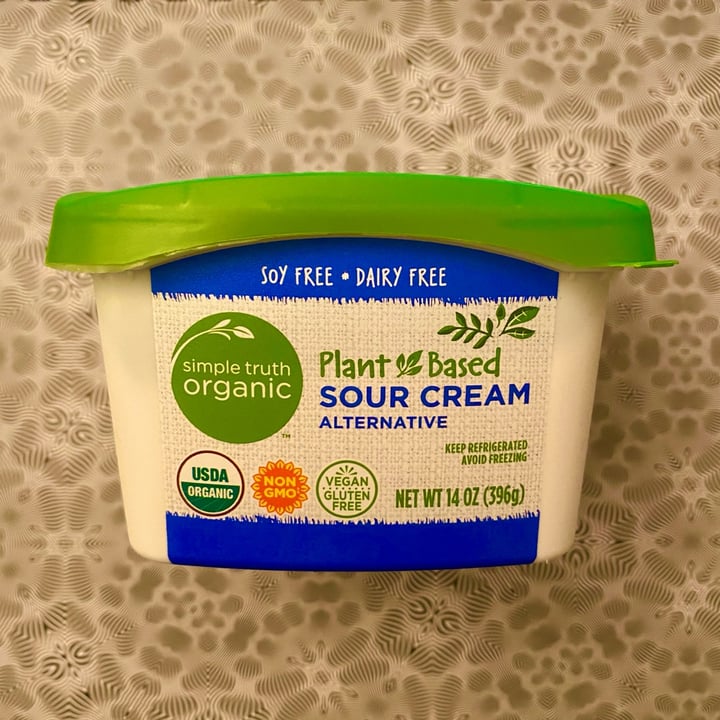 SOY FREE • DAIRY FREE
simple truth
organic
™
Plant Based
SOUR CREAM
ALTERNATIVE
KEEP REFRIGERATED
AVOID FREEZING
USDA
ORGANIC
NON
GMO
VEGAN
GLUTEN
FREE
NET WT 14 OZ (396g)